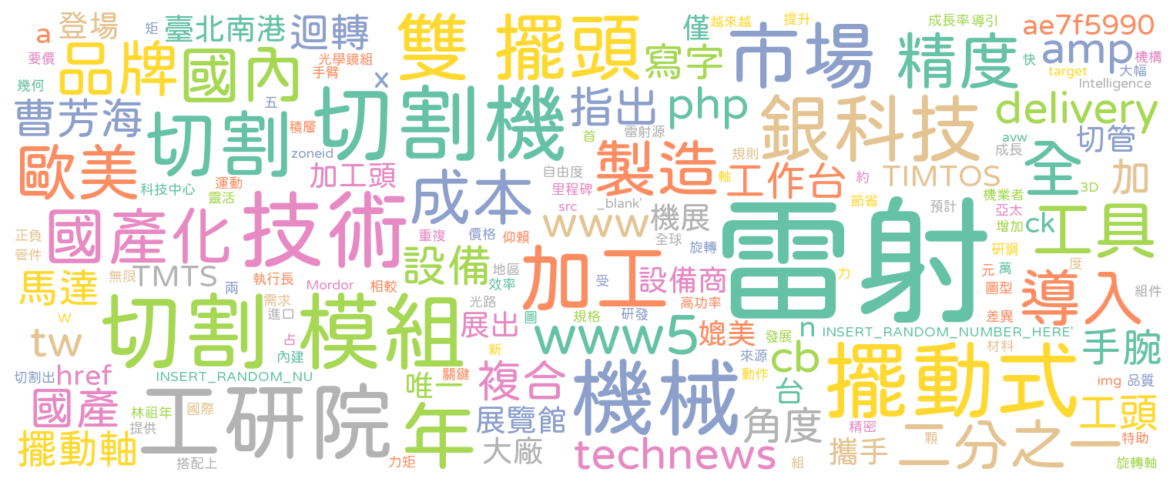 a
登場
矩
臺北南港
迴轉
雙 擺頭
僅
越來越
提升
市場
成長率
導引
ae7f5990
要價
品牌
國內
光學鏡組
手臂
x
寫字
精度
快
amp
機構
target
大幅
Intelligence
幾何
五
曹芳海
切割
積層
切割機
指出
php
首
雷射源
銀科技
delivery
avw
成長
切管
歐美
zoneid
加工頭
科技中心
運動
靈活
成本
自由度
里程碑
src
_blank'
製造
規則
軸
工作台
約
節省
TIMTOS
機業者
亞太
增加
全
3D
加
國產化
技術
重複
價格
仰賴
www
機展
全球
旋轉
雷射
預計
研調
ck
工具
正負
管件
馬達
無限
TMTS
執行長
兩
需求
進口
Mordor
相較
設備
地區
效率
光路
加工
受
設備商
高功率
力
元
萬
圖型
度
導入
組件
w
切割
模組
占
內建
展出
新
圖
規格
研發
www5
媲美
發展
n
INSERT_RANDOM_NUMBER_HERE'
差異
材料
手腕
tw
切割出
href
INSERT_RANDOM_NU
唯一
關鍵
複合
機械
來源
動作
cb
台
擺動式
img
品質
國產
林祖年
提供
國際
工研院
年
展覽館
角度
精密
顆
二分之一
工頭
特助
擺動軸
搭配上
力矩
大廠
technews
組
攜手
旋轉軸